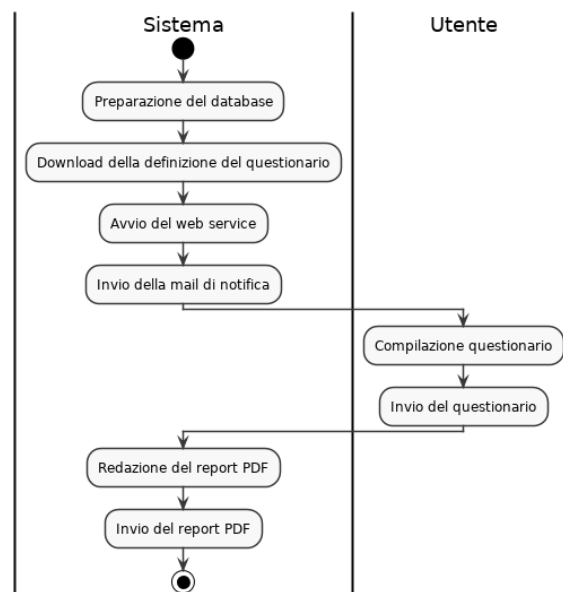 Sistema
Utente
Preparazione del database
Download della definizione del questionario
Avvio del web service
Invio della mail di notifica
Compilazione questionario
Invio del questionario
Redazione del report PDF
Invio del report PDF